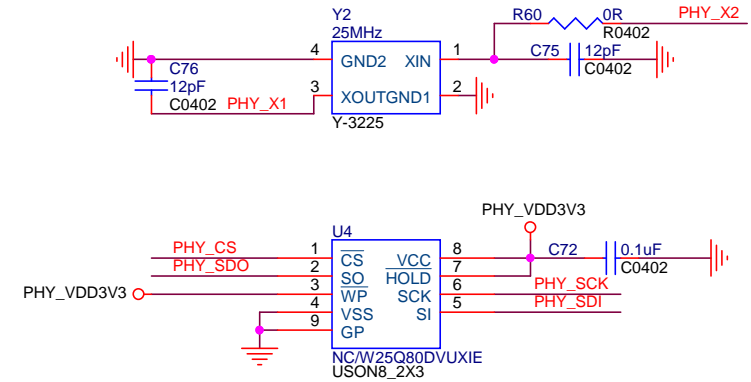 Y2
25MHz
R60 0R PHY_X2
R0402
4 GND2 XIN 1
C75 12pF
C0402
C76
12pF
C0402
PHY_X1
3 XOUT GND1 2
Y-3225
PHY_VDD3V3
U4
PHY_CS 1 CS VCC 8
C72 0.1uF
C0402
PHY_SDO 2 SO HOLD 7
PHY_VDD3V3 3 WP SCK 6 PHY_SCK
4 VSS SI 5 PHY_SDI
9 GP
NC/W25Q80DVUXIE
USON8_2X3